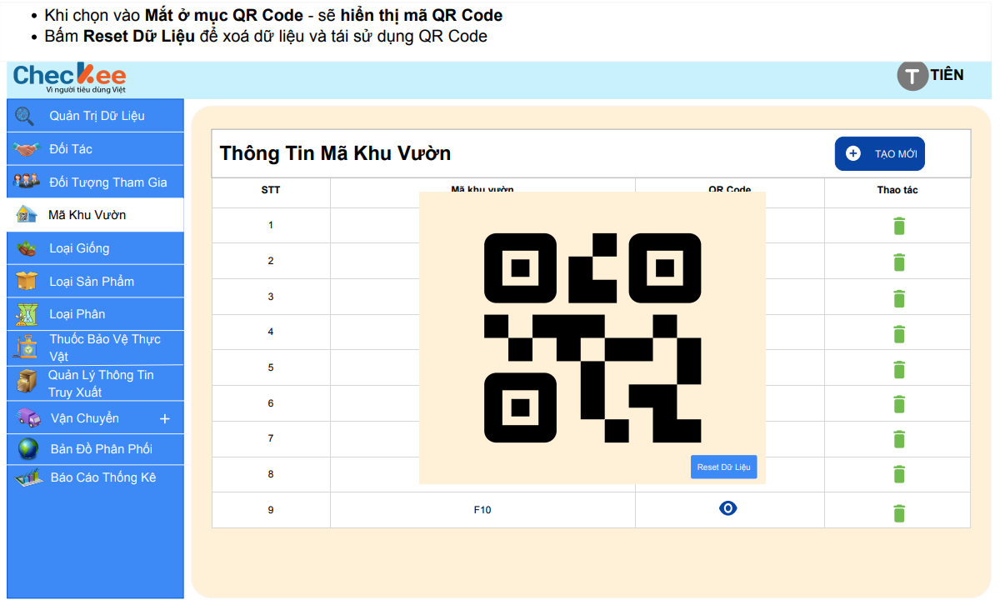 • Khi chọn vào Mắt ở mục QR Code - sẽ hiển thị mã QR Code
• Bấm Reset Dữ Liệu để xoá dữ liệu và tái sử dụng QR Code
Checkee
Vì người tiêu dùng Việt
T TIÊN
Quản Trị Dữ Liệu
Đối Tác
Đối Tượng Tham Gia
Mã Khu Vườn
Loại Giống
Loại Sản Phẩm
Loại Phân
Thuốc Bảo Vệ Thực
Vật
Quản Lý Thông Tin
Truy Xuất
Vận Chuyển +
Bản Đồ Phân Phối
Báo Cáo Thống Kê
Thông Tin Mã Khu Vườn
TẠO MỚI
STT Mã khu vườn QR Code Thao tác
1
2
3
4
5
6
7
8
Reset Dữ Liệu
9 F10